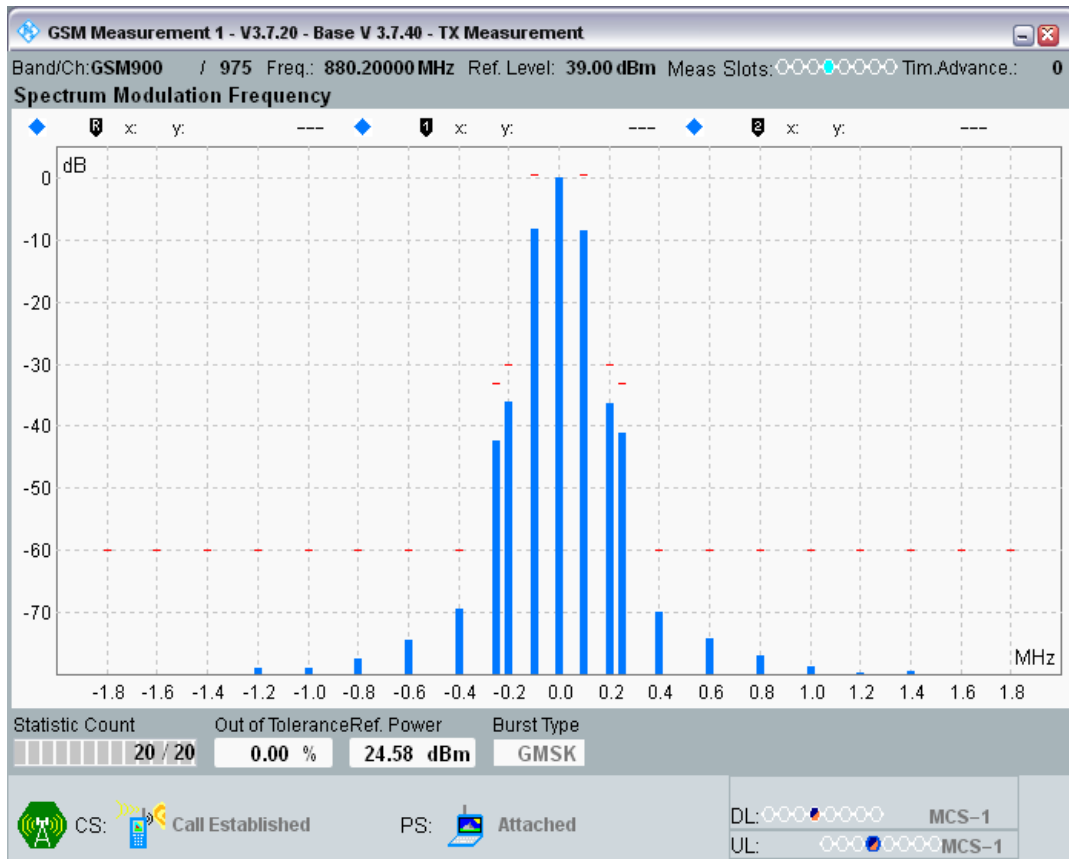 GSM Measurement 1 - V3.7.20 - Base V 3.7.40 - TX Measurement
Band/Ch:GSM900 / 975 Freq.: 880.20000 MHz Ref. Level: 39.00 dBm Meas Slots: Tim.Advance.: 0
Spectrum Modulation Frequency
R x: y: --- 1 x: y: --- 2 x: y: ---
dB
0
-10
-20
-30
-40
-50
-60
-70
MHz
-1.8 -1.6 -1.4 -1.2 -1.0 -0.8 -0.6 -0.4 -0.2 0.0 0.2 0.4 0.6 0.8 1.0 1.2 1.4 1.6 1.8
Statistic Count Out of Tolerance Ref. Power Burst Type
20 / 20 0.00 % 24.58 dBm GMSK
CS: Call Established PS: Attached DL: MCS-1
UL: MCS-1